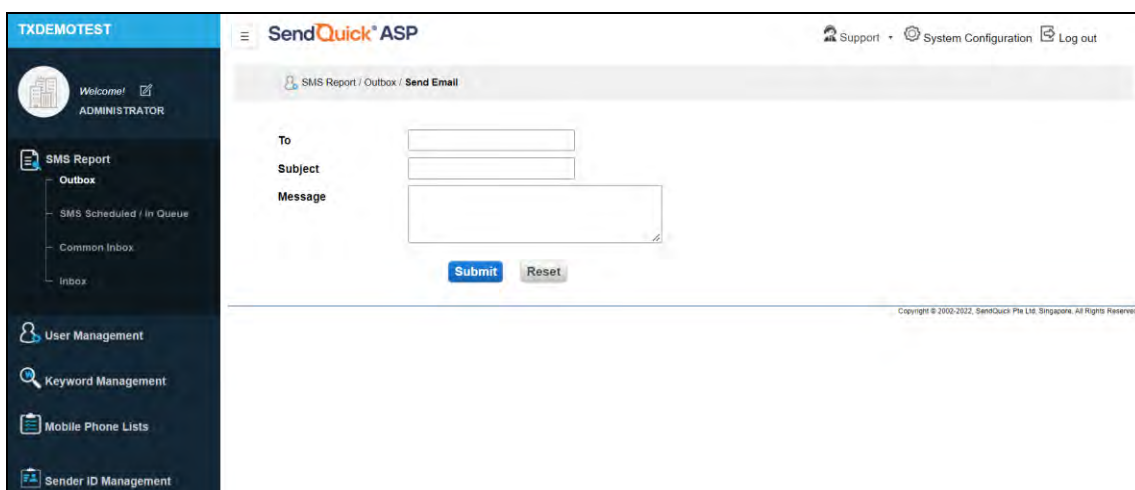 TXDEMOTEST
SendQuick® ASP
Support
System Configuration
Log out
Welcome!
ADMINISTRATOR
SMS Report / Outbox / Send Email
SMS Report
Outbox
SMS Scheduled / In Queue
Common Inbox
Inbox
User Management
Keyword Management
Mobile Phone Lists
Sender ID Management
To
Subject
Message
Submit Reset
Copyright © 2002-2022, SendQuick Pte Ltd, Singapore. All Rights Reserved